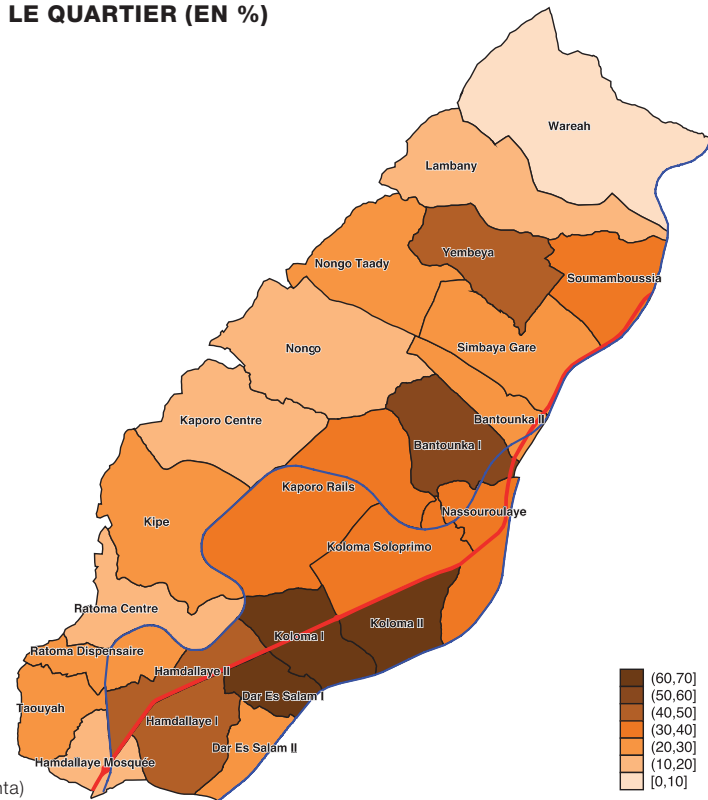 LE QUARTIER (EN %)
Wareah
Lambany
Yembeya
Nongo Taady
Soumamboussia
Nongo
Simbaya Gare
Kaporo Centre
Bantounka II
Bantounka I
Kaporo Rails
Nassouroulaye
Kipe
Koloma Soloprimo
Ratoma Centre
Koloma II
Koloma I
Ratoma Dispensaire
Hamdallaye II
Dar Es Salam I
Taouyah
Hamdallaye I
Dar Es Salam II
Hamdallaye Mosquée
(60,70]
(50,60]
(40,50]
(30,40]
(20,30]
(10,20]
[0,10]
nta)